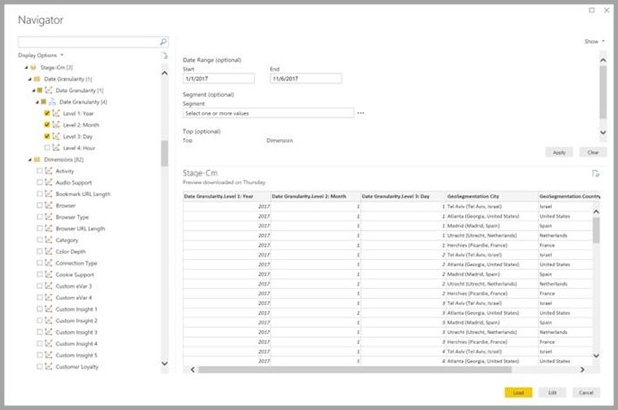 Navigator
Display Options
Show
Stage-Cm [3]
Date Granularity [1]
Date Granularity [1]
Date Granularity [4]
Level 1: Year
Level 2: Month
Level 3: Day
Level 4: Hour
Dimensions [82]
Activity
Audio Support
Bookmark URL Length
Browser
Browser Type
Browser URL Length
Category
Color Depth
Connection Type
Cookie Support
Custom eVar 3
Custom eVar 4
Custom Insight 1
Custom Insight 2
Custom Insight 3
Custom Insight 4
Custom Insight 5
Customer Loyalty
Date Range (optional)
Start End
1/1/2017 11/6/2017
Segment (optional)
Segment
Select one or more values
Top (optional)
Top Dimension
Apply Clear
Stage-Cm
Preview downloaded on Thursday
Date Granularity.Level 1: Year Date Granularity.Level 2: Month Date Granularity.Level 3: Day GeoSegmentation City GeoSegmentation Country
2017 1 1 Tel Aviv (Tel Aviv, Israel) Israel
2017 1 1 Atlanta (Georgia, United States) United States
2017 1 1 Madrid (Madrid, Spain) Spain
2017 1 1 Utrecht (Utrecht, Netherlands) Netherlands
2017 1 1 Herchies (Picardie, France) France
2017 1 2 Tel Aviv (Tel Aviv, Israel) Israel
2017 1 2 Atlanta (Georgia, United States) United States
2017 1 2 Madrid (Madrid, Spain) Spain
2017 1 2 Utrecht (Utrecht, Netherlands) Netherlands
2017 1 2 Herchies (Picardie, France) France
2017 1 3 Tel Aviv (Tel Aviv, Israel) Israel
2017 1 3 Atlanta (Georgia, United States) United States
2017 1 3 Madrid (Madrid, Spain) Spain
2017 1 3 Utrecht (Utrecht, Netherlands) Netherlands
2017 1 3 Herchies (Picardie, France) France
2017 1 4 Tel Aviv (Tel Aviv, Israel) Israel
2017 1 4 Atlanta (Georgia, United States) United States
Load Edit Cancel